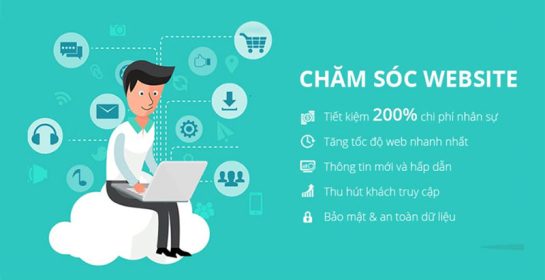 CHĂM SÓC WEBSITE
Tiết kiệm 200% chi phí nhân sự
Tăng tốc độ web nhanh nhất
Thông tin mới và hấp dẫn
Thu hút khách truy cập
Bảo mật & an toàn dữ liệu